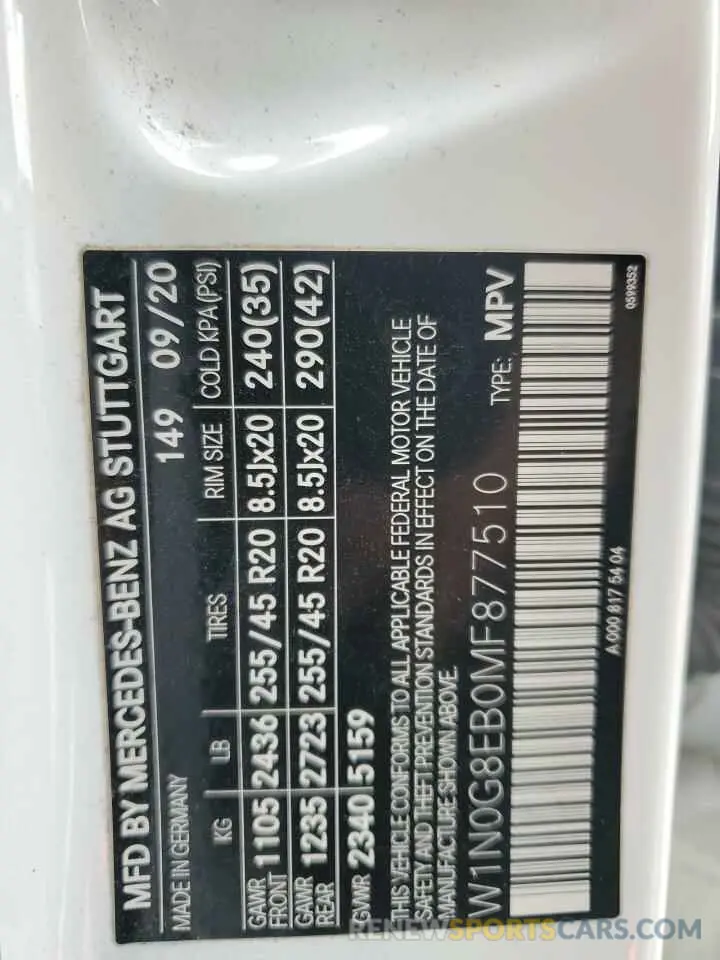 MFD BY MERCEDES-BENZ AG STUTTGART
MADE IN GERMANY 149 09/20
KG LB TIRES RIM SIZE COLD KPA(PSI)
GAWR FRONT 1105 2436 255/45 R20 8.5Jx20 240(35)
GAWR REAR 1235 2723 255/45 R20 8.5Jx20 290(42)
GVWR 2340 5159
THIS VEHICLE CONFORMS TO ALL APPLICABLE FEDERAL MOTOR VEHICLE
SAFETY AND THEFT PREVENTION STANDARDS IN EFFECT ON THE DATE OF
MANUFACTURE SHOWN ABOVE.
W1N0G8EB0MF877510 TYPE: MPV
A 000 817 54 04 0599352
RENEWSPORTSCARS.COM